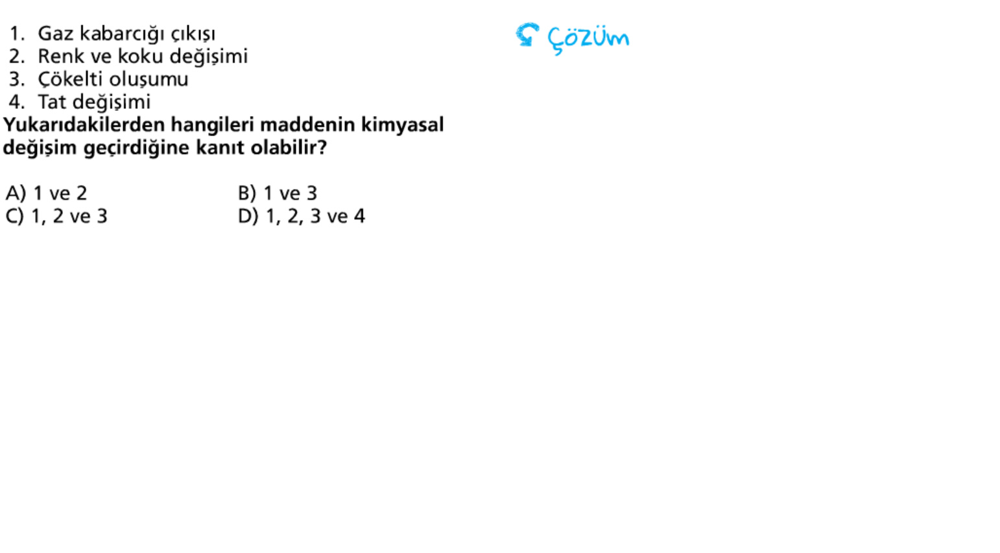 1. Gaz kabarcığı çıkışı
2. Renk ve koku değişimi
3. Çökelti oluşumu
4. Tat değişimi
Yukarıdakilerden hangileri maddenin kimyasal
değişim geçirdiğine kanıt olabilir?
A) 1 ve 2 B) 1 ve 3
C) 1, 2 ve 3 D) 1, 2, 3 ve 4
Çözüm